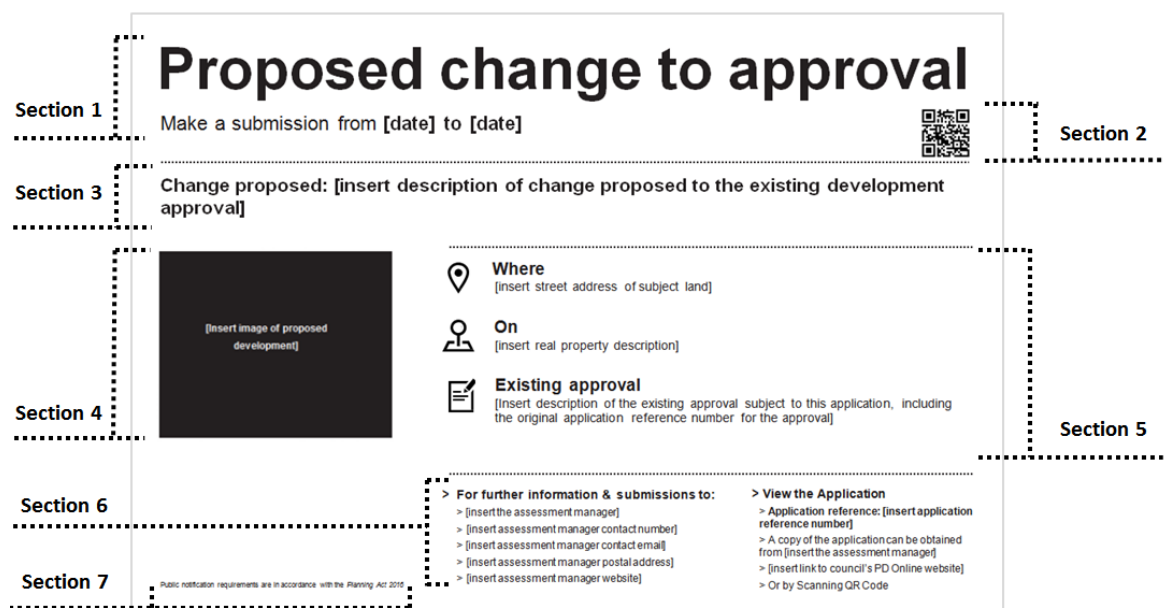 Proposed change to approval
Section 1
Make a submission from [date] to [date]
Section 2
Section 3
Change proposed: [insert description of change proposed to the existing development
approval]
Section 4
[Insert image of proposed
development]
Where
[insert street address of subject land]
On
[insert real property description]
Existing approval
[Insert description of the existing approval subject to this application, including
the original application reference number for the approval]
Section 5
Section 6
> For further information & submissions to:
> [insert the assessment manager]
> [insert assessment manager contact number]
> [insert assessment manager contact email]
> [insert assessment manager postal address]
> [insert assessment manager website]
> View the Application
> Application reference: [insert application
reference number]
> A copy of the application can be obtained
from [insert the assessment manager]
> [insert link to council's PD Online website]
> Or by Scanning QR Code
Section 7
Public notification requirements are in accordance with the Planning Act 2016